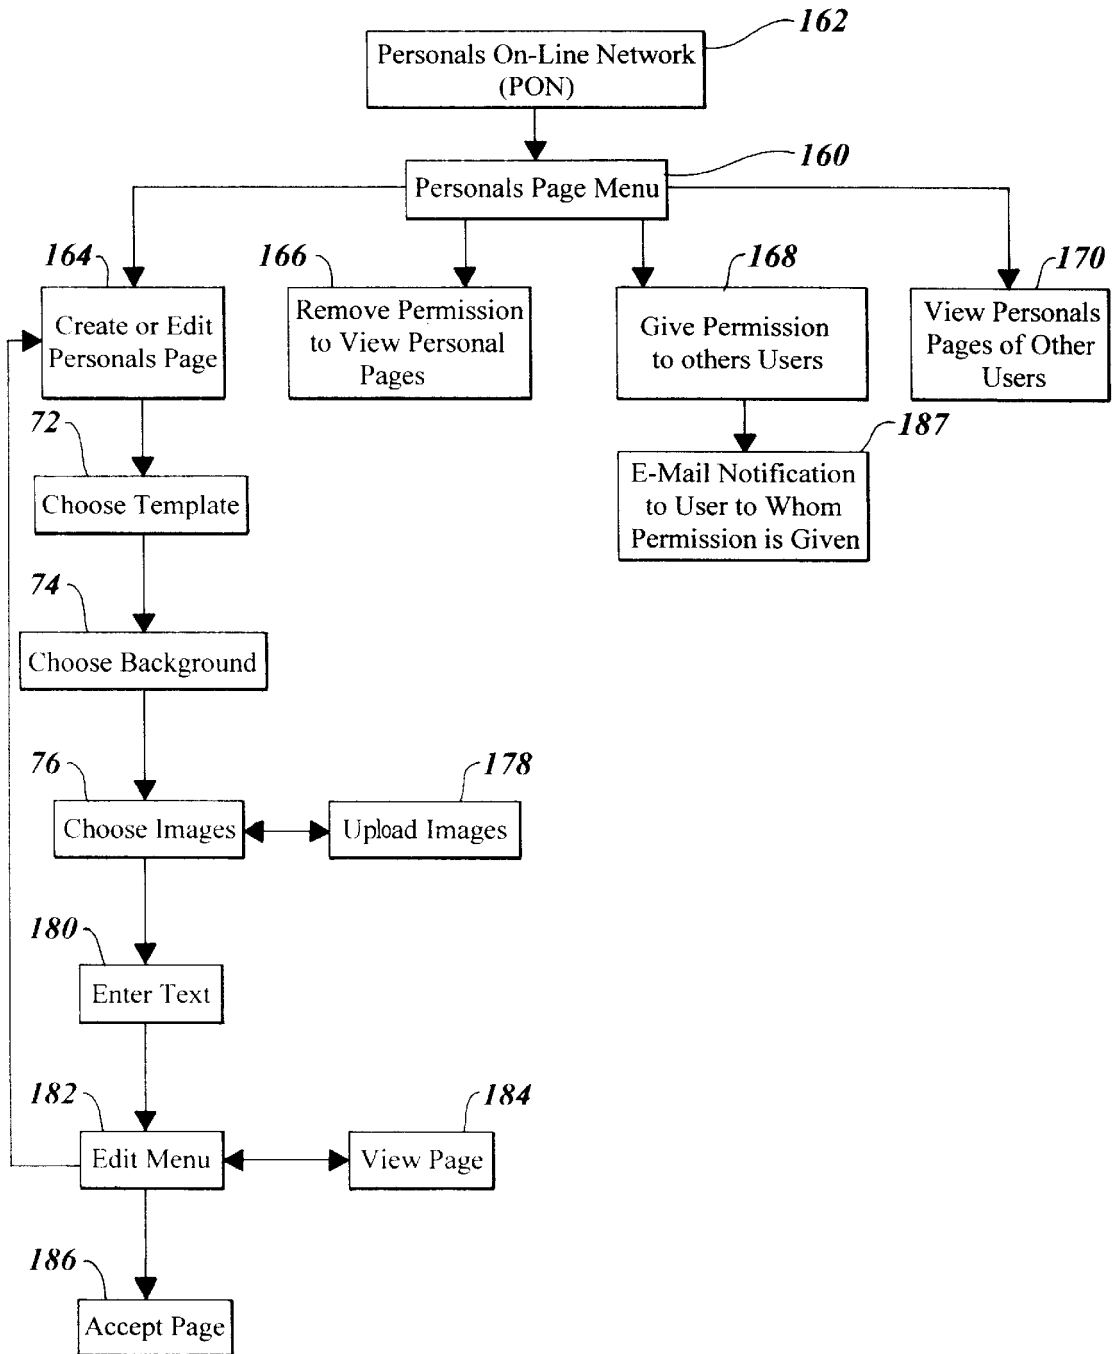 162
Personals On-Line Network
(PON)
160
Personals Page Menu
164
Create or Edit
Personals Page
166
Remove Permission
to View Personal
Pages
168
Give Permission
to others Users
170
View Personals
Pages of Other
Users
187
E-Mail Notification
to User to Whom
Permission is Given
72
Choose Template
74
Choose Background
76
Choose Images
178
Upload Images
180
Enter Text
182
Edit Menu
184
View Page
186
Accept Page